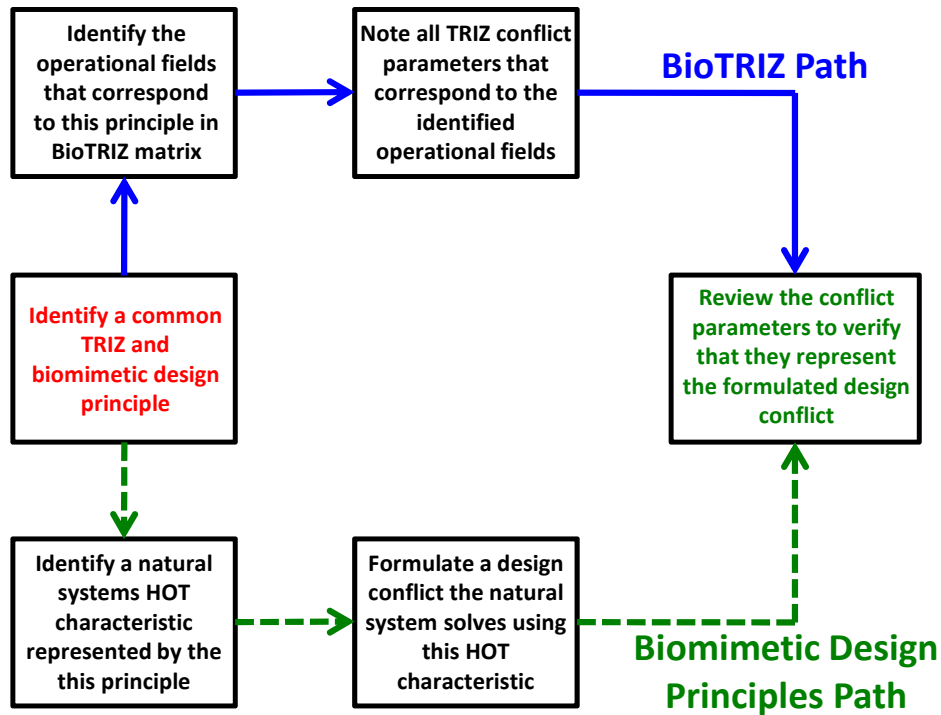 Identify the
operational fields
that correspond
to this principle in
BioTRIZ matrix
Note all TRIZ conflict
parameters that
correspond to the
identified
operational fields
BioTRIZ Path
Identify a common
TRIZ and
biomimetic design
principle
Review the conflict
parameters to verify
that they represent
the formulated design
conflict
Identify a natural
systems HOT
characteristic
represented by the
this principle
Formulate a design
conflict the natural
system solves using
this HOT
characteristic
Biomimetic Design
Principles Path